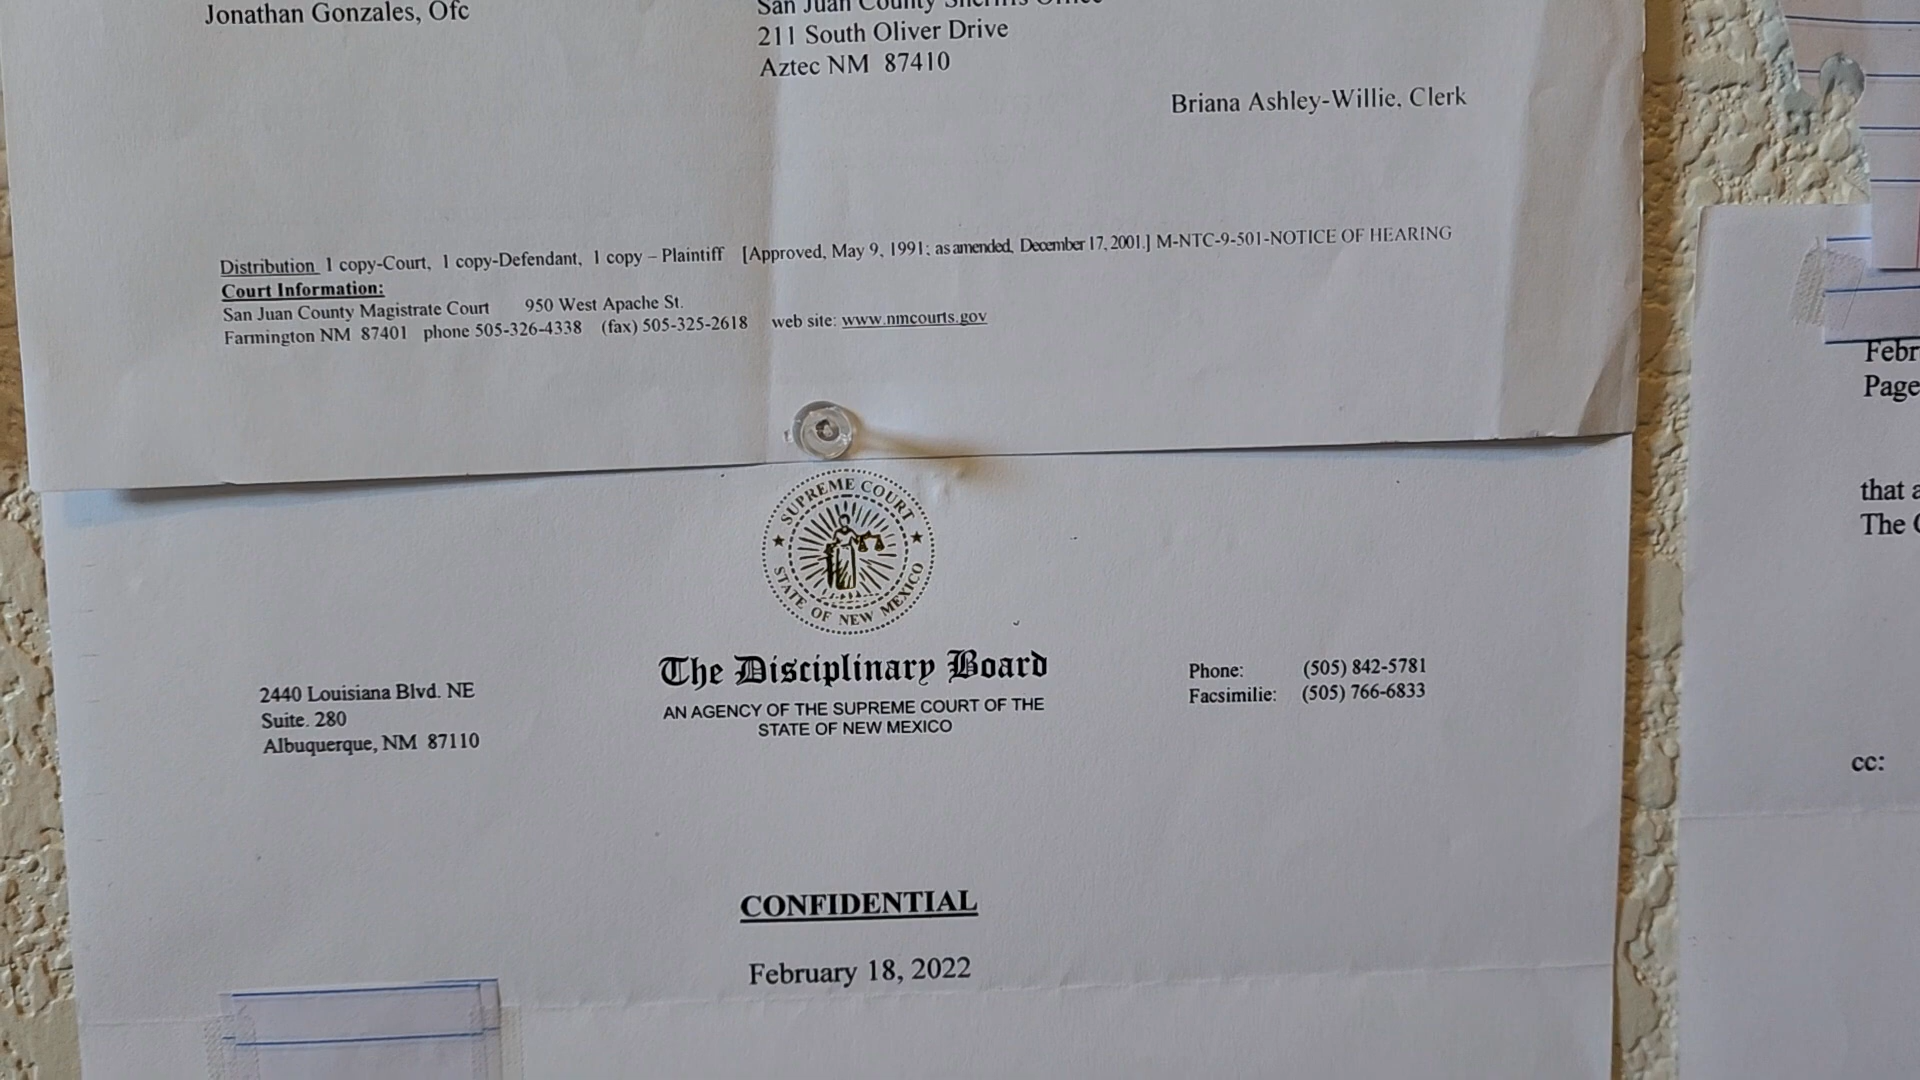 Jonathan Gonzales, Ofc
San Juan County Sheriffs Office
211 South Oliver Drive
Aztec NM 87410
Briana Ashley-Willie, Clerk
Distribution 1 copy-Court, 1 copy-Defendant, 1 copy – Plaintiff [Approved, May 9, 1991; as amended, December 17, 2001.] M-NTC-9-501-NOTICE OF HEARING
Court Information:
San Juan County Magistrate Court 950 West Apache St.
Farmington NM 87401 phone 505-326-4338 (fax) 505-325-2618 web site: www.nmcourts.gov
SUPREME COURT
STATE OF NEW MEXICO
The Disciplinary Board
AN AGENCY OF THE SUPREME COURT OF THE
STATE OF NEW MEXICO
2440 Louisiana Blvd. NE
Suite. 280
Albuquerque, NM 87110
Phone: (505) 842-5781
Facsimilie: (505) 766-6833
CONFIDENTIAL
February 18, 2022
Febr
Page
that a
The
cc: